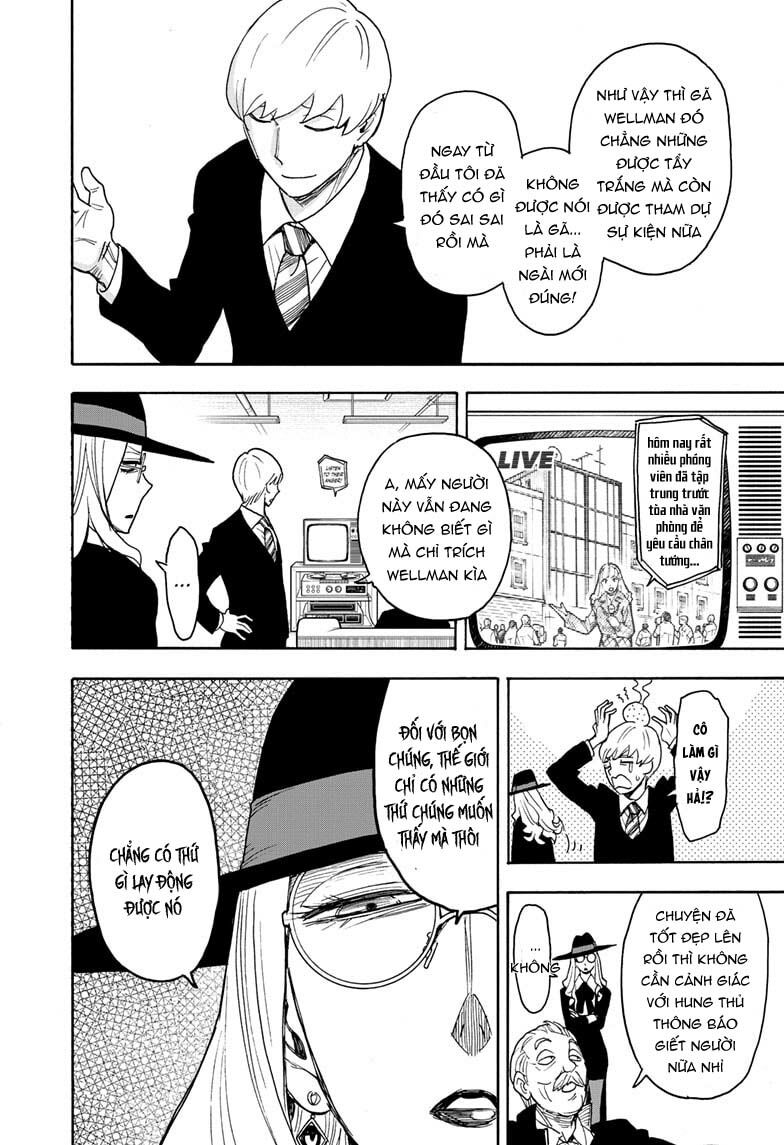 NHƯ VẬY THÌ GÃ
WELLMAN ĐÓ
CHẲNG NHỮNG
ĐƯỢC TẨY
TRẮNG MÀ CÒN
ĐƯỢC THAM DỰ
SỰ KIỆN NỮA
KHÔNG
ĐƯỢC NÓI
LÀ GÃ...
PHẢI LÀ
NGÀI MỚI
ĐÚNG!
NGAY TỪ
ĐẦU TÔI ĐÃ
THẤY CÓ GÌ
ĐÓ SAI SAI
RỒI MÀ
LIVE
hôm nay rất
nhiều phóng
viên đã tập
trung trước
tòa nhà văn
phòng để
yêu cầu chân
tướng...
A, MẤY NGƯỜI
NÀY VẪN ĐANG
KHÔNG BIẾT GÌ
MÀ CHỈ TRÍCH
WELLMAN KÌA
LISTEN
TO THEIR
ANGER!
...
CÔ
LÀM GÌ
VẬY
HẢ!?
CHUYỆN ĐÃ
TỐT ĐẸP LÊN
RỒI THÌ KHÔNG
CẦN CẢNH GIÁC
VỚI HUNG THỦ
THÔNG BÁO
GIẾT NGƯỜI
NỮA NHỈ
...
KHÔNG
ĐỐI VỚI BỌN
CHÚNG, THẾ GIỚI
CHỈ CÓ NHỮNG
THỨ CHÚNG MUỐN
THẤY MÀ THÔI
CHẲNG CÓ THỨ
GÌ LAY ĐỘNG
ĐƯỢC NÓ